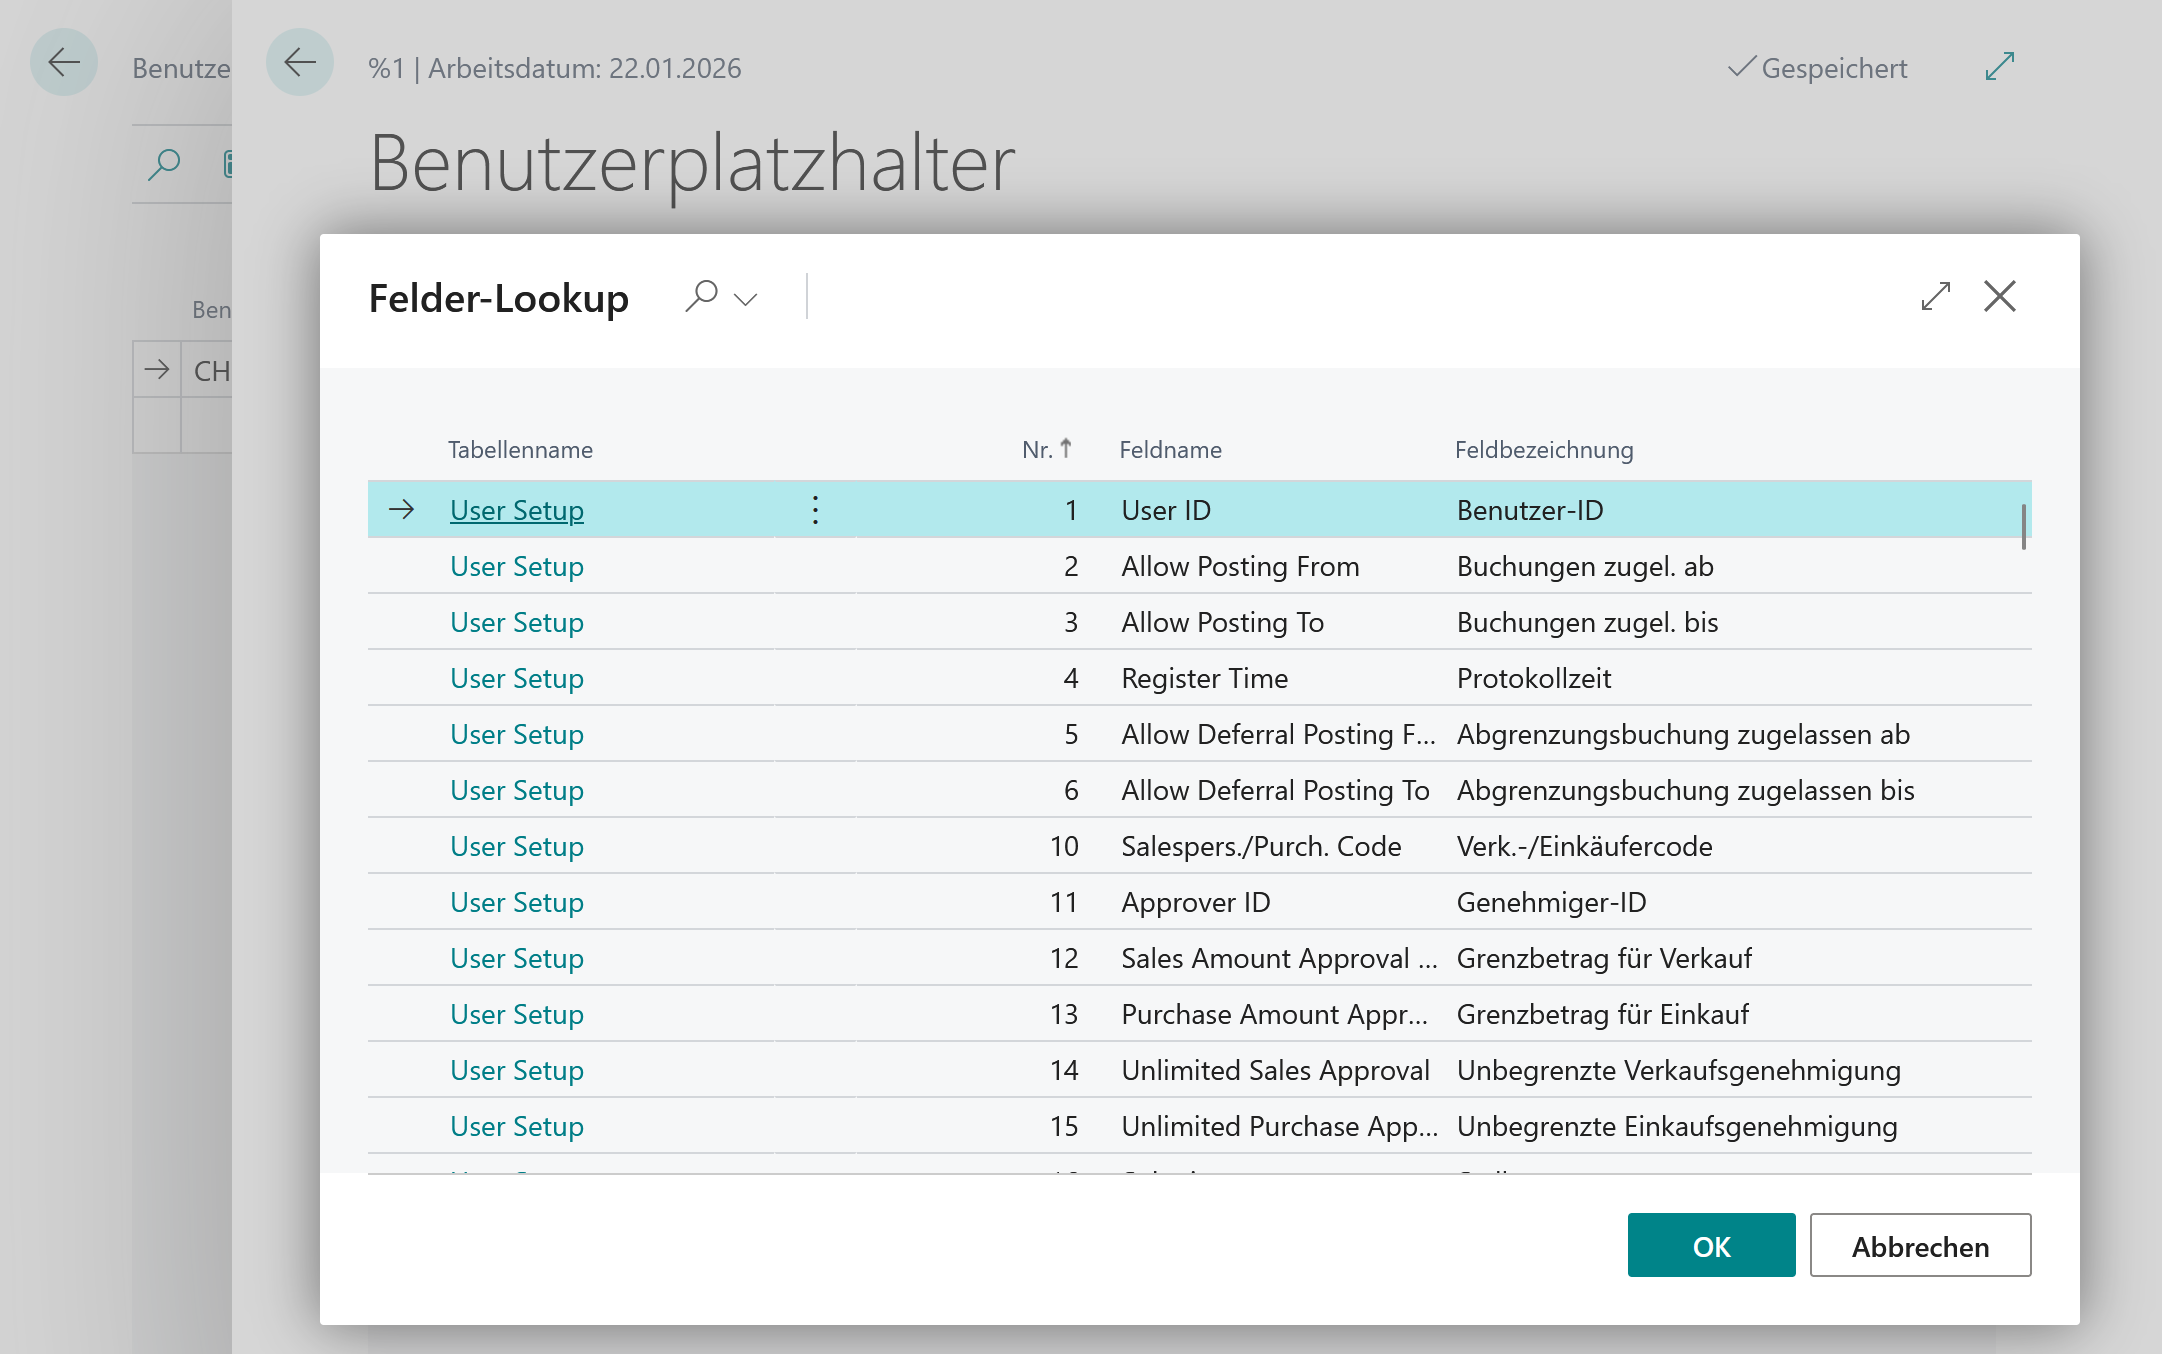 Benutze
%1 | Arbeitsdatum: 22.01.2026
Gespeichert
Benutzerplatzhalter
Ben
CH
Felder-Lookup
Tabellenname Nr. Feldname Feldbezeichnung
User Setup 1 User ID Benutzer-ID
User Setup 2 Allow Posting From Buchungen zugel. ab
User Setup 3 Allow Posting To Buchungen zugel. bis
User Setup 4 Register Time Protokollzeit
User Setup 5 Allow Deferral Posting F... Abgrenzungsbuchung zugelassen ab
User Setup 6 Allow Deferral Posting To Abgrenzungsbuchung zugelassen bis
User Setup 10 Salespers./Purch. Code Verk.-/Einkäufercode
User Setup 11 Approver ID Genehmiger-ID
User Setup 12 Sales Amount Approval ... Grenzbetrag für Verkauf
User Setup 13 Purchase Amount Appr... Grenzbetrag für Einkauf
User Setup 14 Unlimited Sales Approval Unbegrenzte Verkaufsgenehmigung
User Setup 15 Unlimited Purchase App... Unbegrenzte Einkaufsgenehmigung
OK Abbrechen